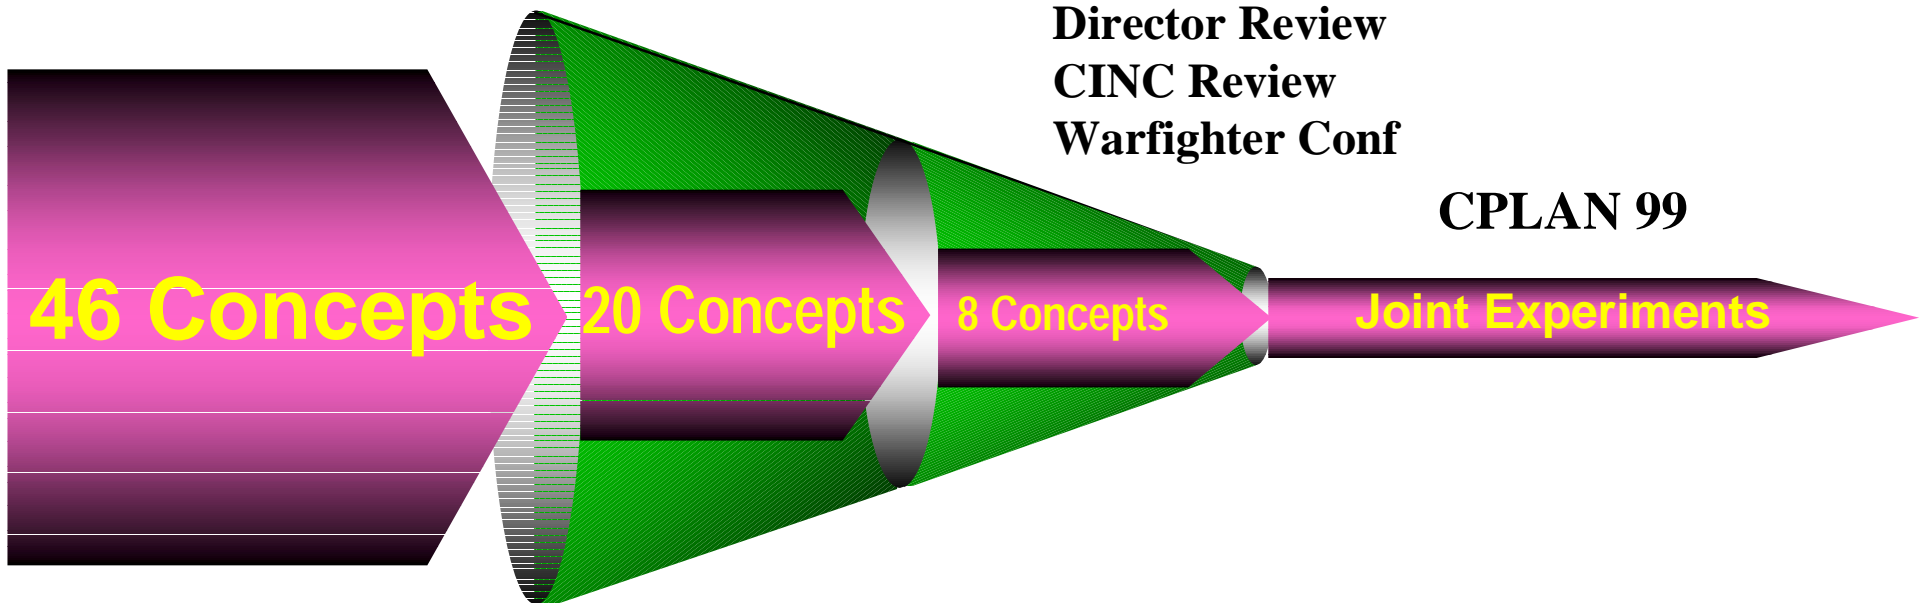 Director Review
CINC Review
Warfighter Conf
CPLAN 99
46 Concepts
20 Concepts
8 Concepts
Joint Experiments